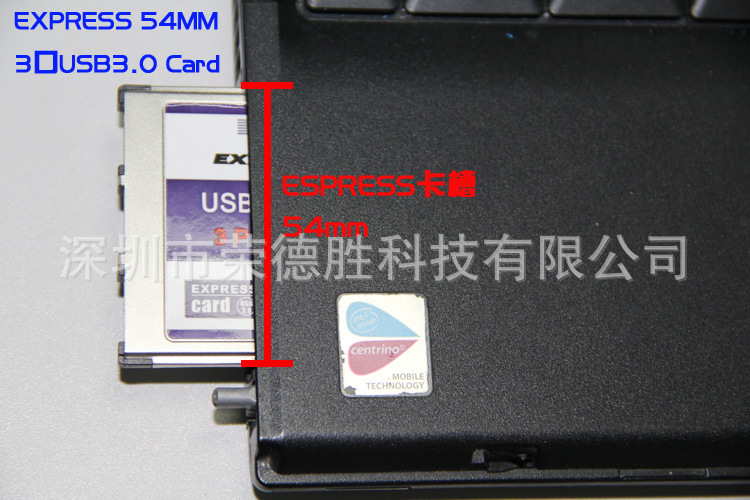 EXPRESS 54MM
3口USB3.0 Card
EX
USB
ESPRESS卡槽
54mm
深圳市荣德胜科技有限公司
EXPRESS
card
intel
inside
centrino
MOBILE
TECHNOLOGY